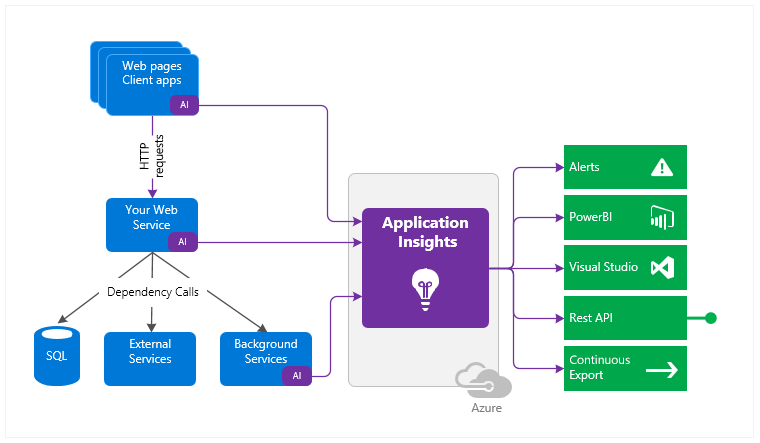 Web pages
Client apps
AI
HTTP
requests
Your Web
Service
AI
Dependency Calls
SQL
External
Services
Background
Services
AI
Application
Insights
Azure
Alerts
PowerBI
Visual Studio
Rest API
Continuous
Export